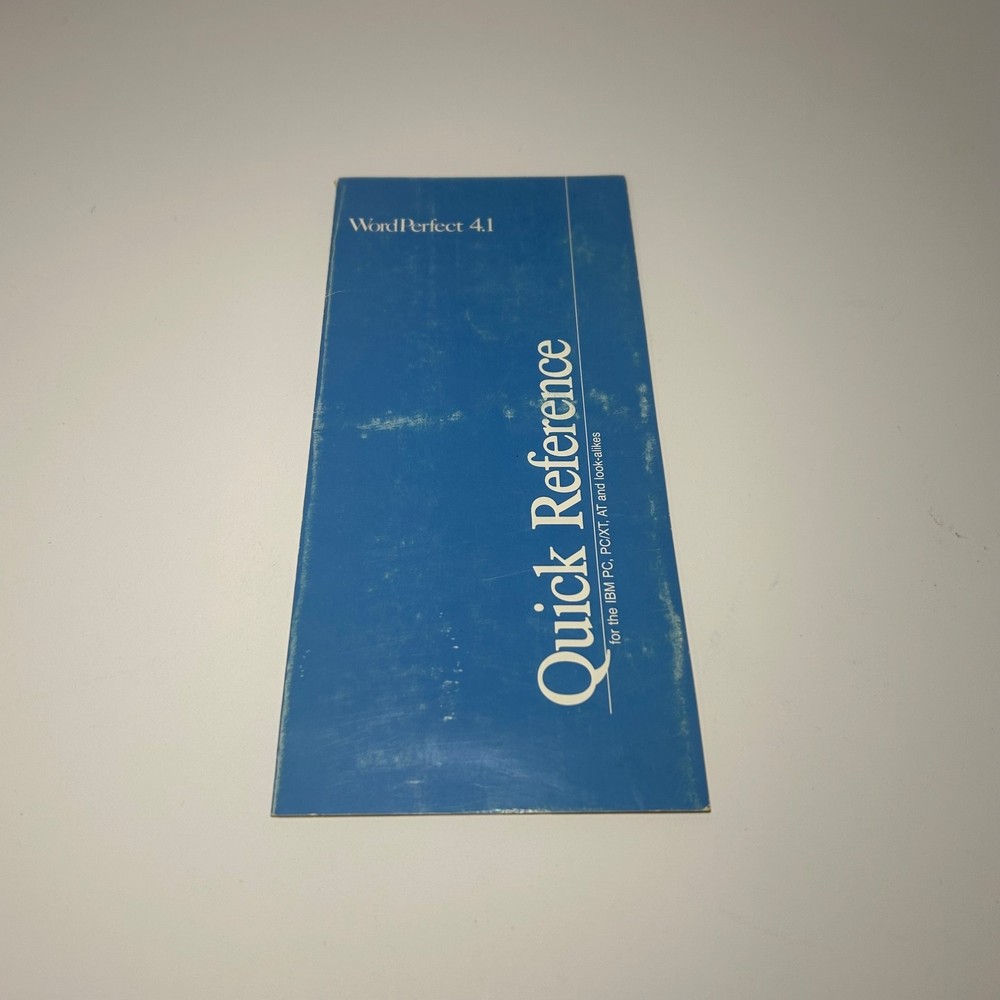 WordPerfect 4.1
Quick Reference
for the IBM PC, PC/XT, AT and look-alikes